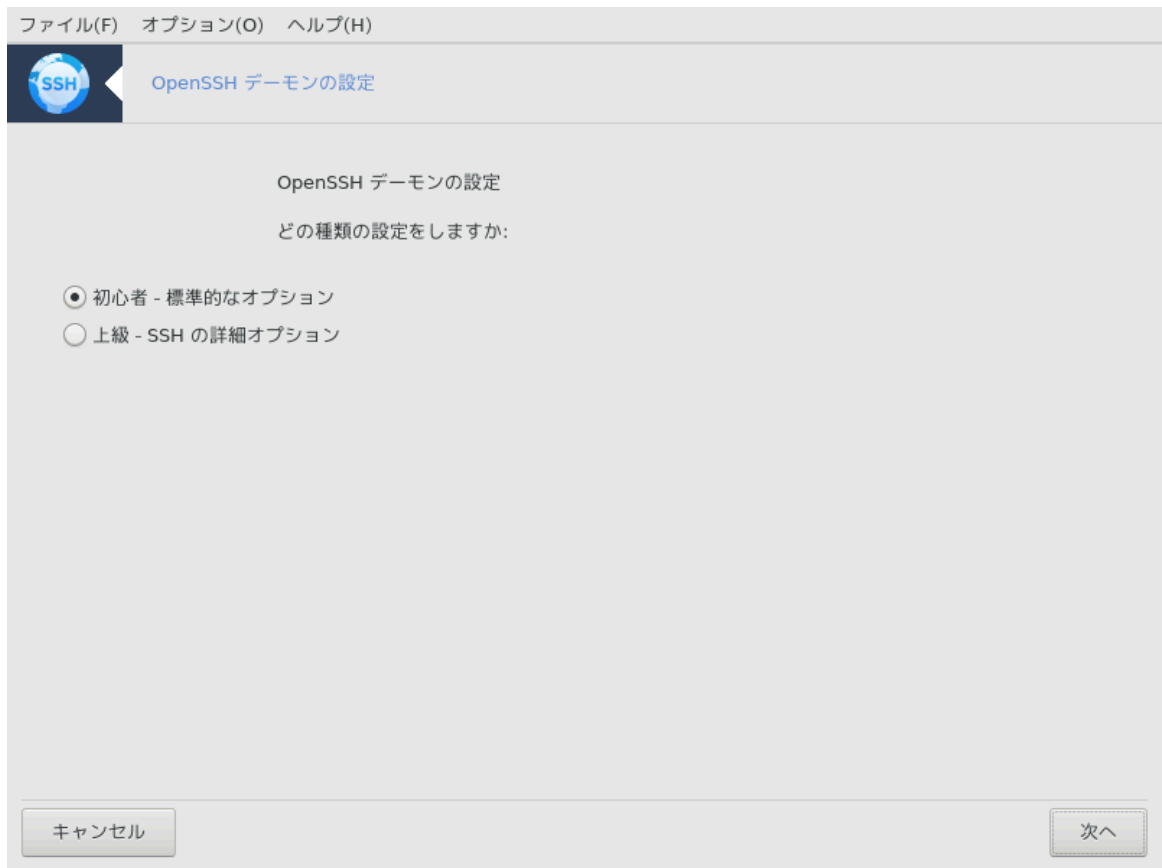 ファイル(F) オプション(O) ヘルプ(H)
SSH
OpenSSH デーモンの設定
OpenSSH デーモンの設定
どの種類の設定をしますか:
初心者 - 標準的なオプション
上級 - SSH の詳細オプション
キャンセル
次へ